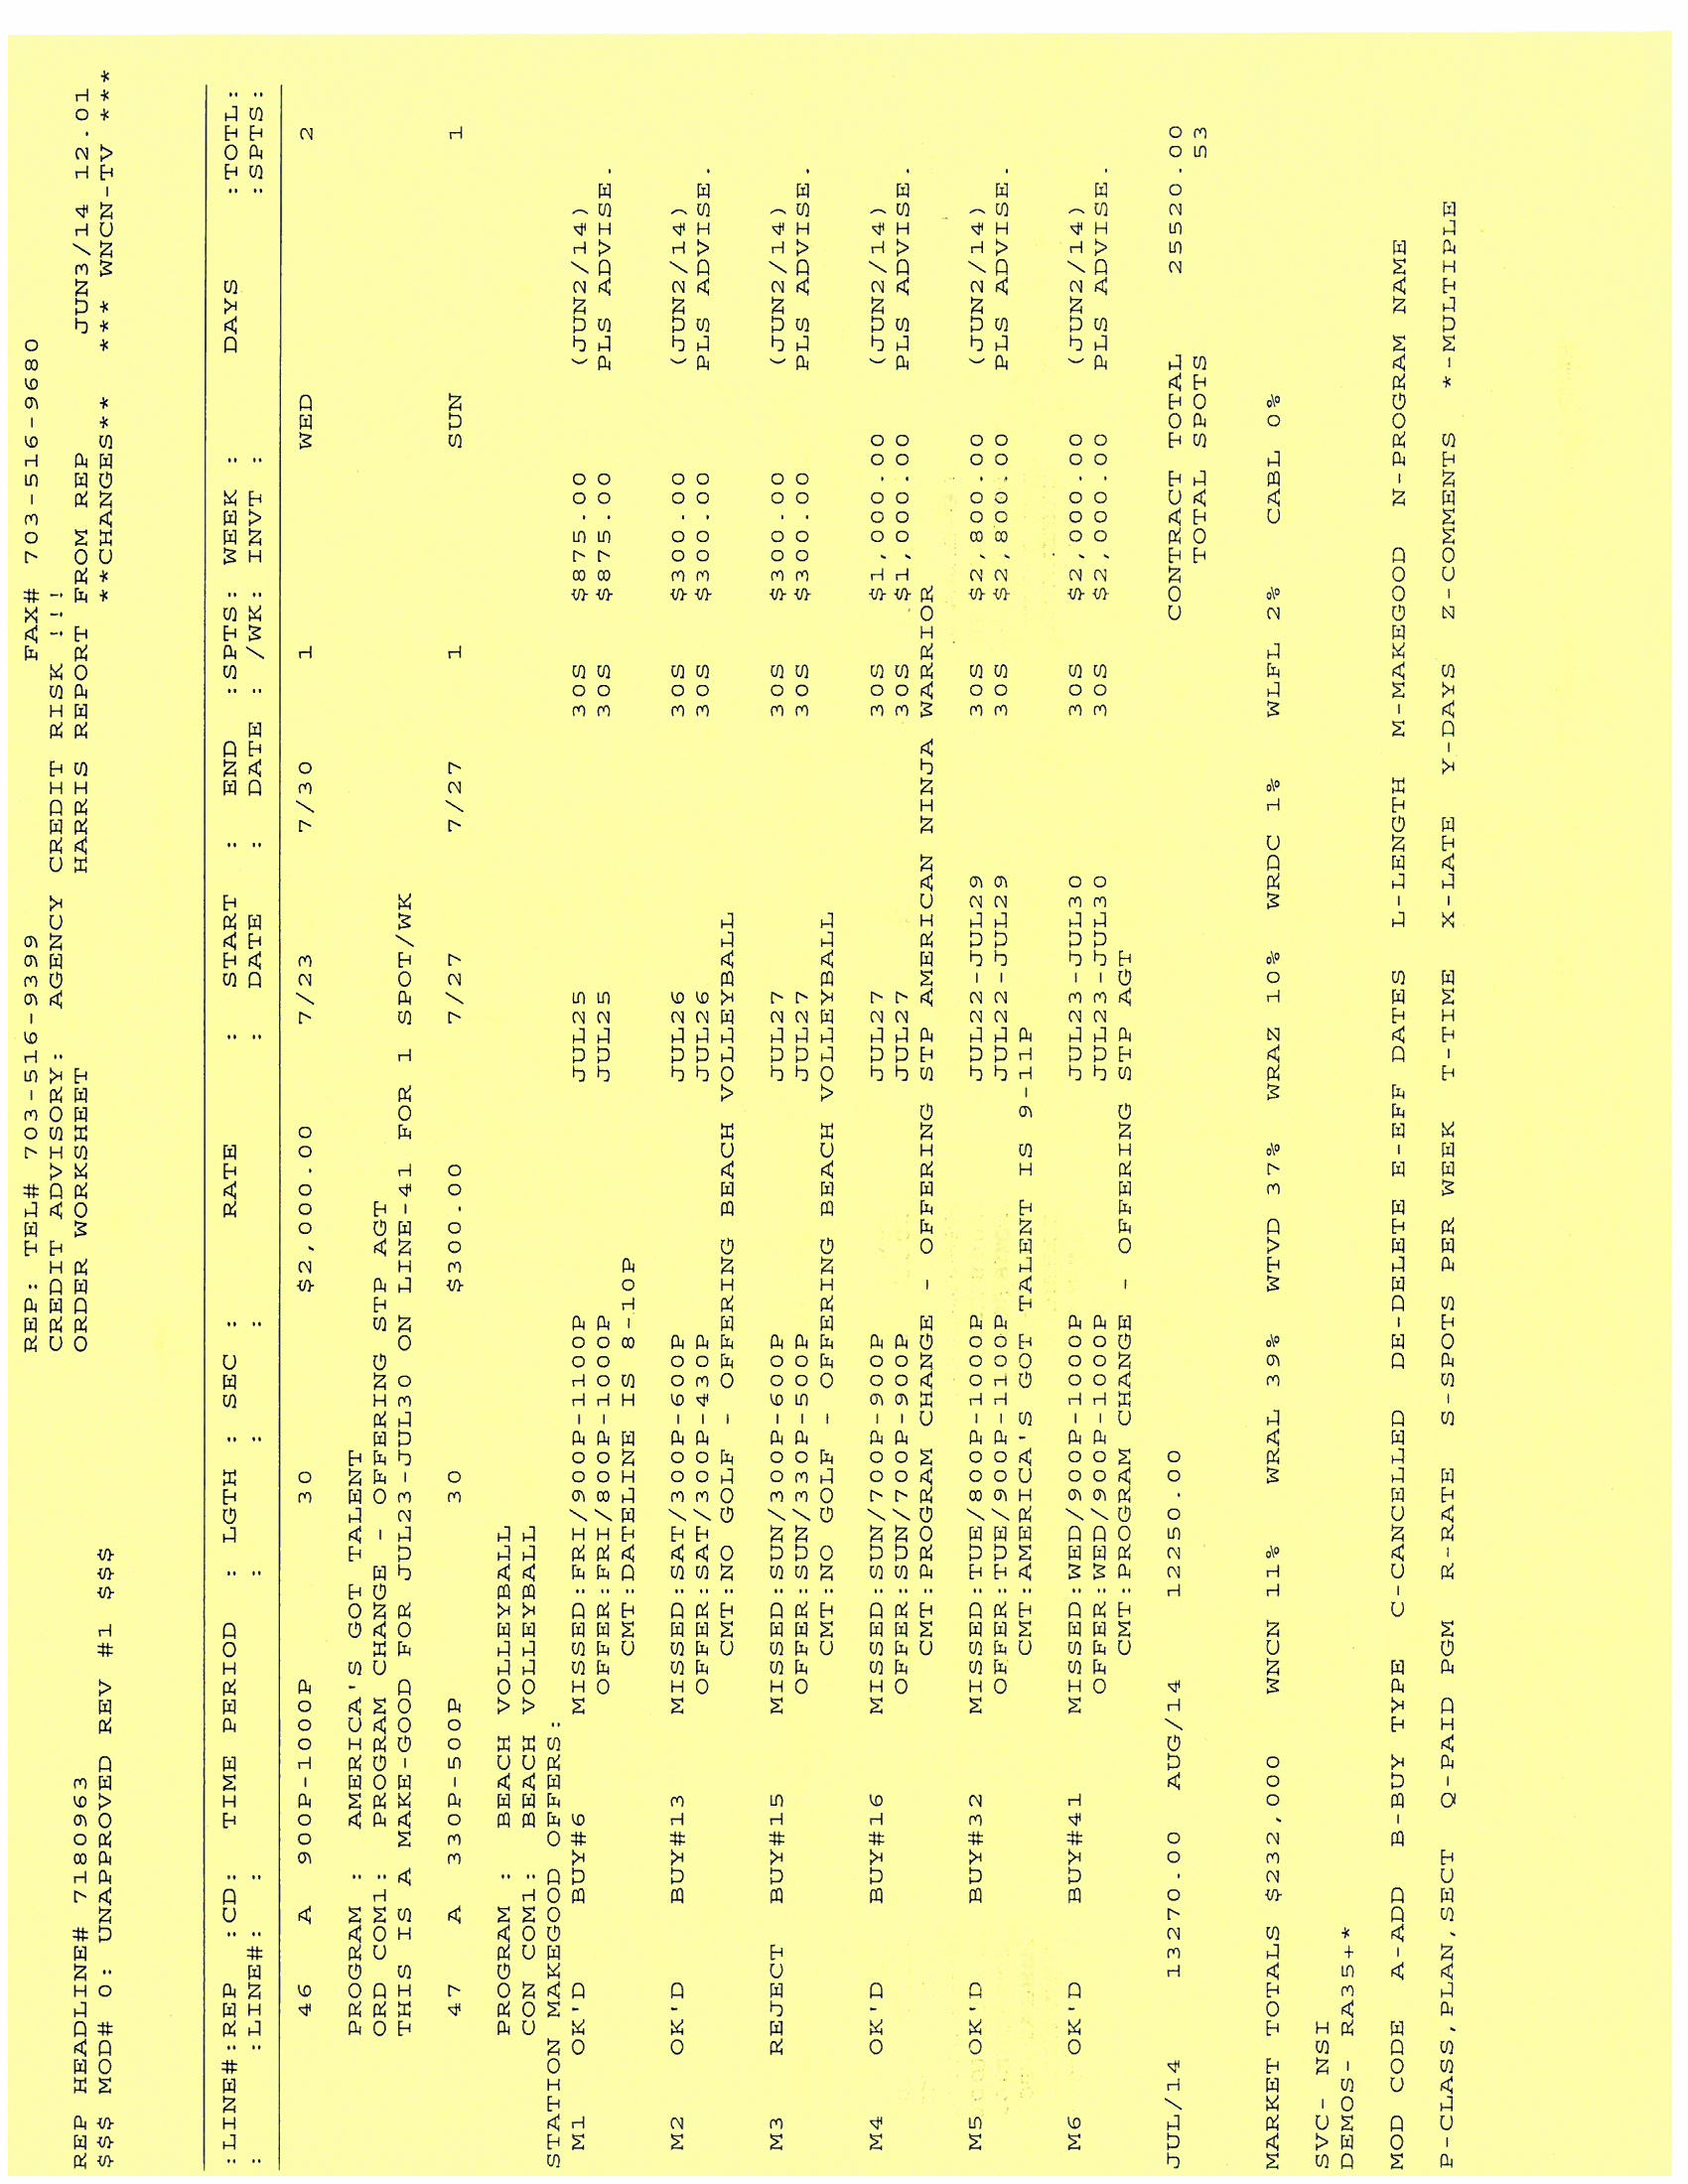 REP: TEL# 703-516-9399 FAX# 703-516-9680
CREDIT ADVISORY: AGENCY CREDIT RISK !!!
REP HEADLINE# 7180963 ORDER WORKSHEET HARRIS REPORT FROM REP JUN3/14 12.01
$$$ MOD# 0: UNAPPROVED REV #1 $$$ **CHANGES** *** WNCN-TV ***
:LINE#:REP :CD: TIME PERIOD : LGTH : SEC : RATE : START : END :SPTS: WEEK : DAYS :TOTL:
: :LINE#: : : : : DATE : DATE : /WK: INVT : :SPTS:
46 A 900P-1000P 30 $2,000.00 7/23 7/30 1 WED 2
PROGRAM : AMERICA'S GOT TALENT
ORD COM1: PROGRAM CHANGE - OFFERING STP AGT
THIS IS A MAKE-GOOD FOR JUL23-JUL30 ON LINE-41 FOR 1 SPOT/WK
47 A 330P-500P 30 $300.00 7/27 7/27 1 SUN 1
PROGRAM : BEACH VOLLEYBALL
CON COM1: BEACH VOLLEYBALL
STATION MAKEGOOD OFFERS:
M1 OK'D BUY#6 MISSED:FRI/900P-1100P JUL25 30S $875.00 (JUN2/14)
OFFER:FRI/800P-1000P JUL25 30S $875.00 PLS ADVISE.
CMT:DATELINE IS 8-10P
M2 OK'D BUY#13 MISSED:SAT/300P-600P JUL26 30S $300.00 (JUN2/14)
OFFER:SAT/300P-430P JUL26 30S $300.00 PLS ADVISE.
CMT:NO GOLF - OFFERING BEACH VOLLEYBALL
M3 REJECT BUY#15 MISSED:SUN/300P-600P JUL27 30S $300.00 (JUN2/14)
OFFER:SUN/330P-500P JUL27 30S $300.00 PLS ADVISE.
CMT:NO GOLF - OFFERING BEACH VOLLEYBALL
M4 OK'D BUY#16 MISSED:SUN/700P-900P JUL27 30S $1,000.00 (JUN2/14)
OFFER:SUN/700P-900P JUL27 30S $1,000.00 PLS ADVISE.
CMT:PROGRAM CHANGE - OFFERING STP AMERICAN NINJA WARRIOR
M5 OK'D BUY#32 MISSED:TUE/800P-1000P JUL22-JUL29 30S $2,800.00 (JUN2/14)
OFFER:TUE/900P-1100P JUL22-JUL29 30S $2,800.00 PLS ADVISE.
CMT:AMERICA'S GOT TALENT IS 9-11P
M6 OK'D BUY#41 MISSED:WED/900P-1000P JUL23-JUL30 30S $2,000.00 (JUN2/14)
OFFER:WED/900P-1000P JUL23-JUL30 30S $2,000.00 PLS ADVISE.
CMT:PROGRAM CHANGE - OFFERING STP AGT
JUL/14 13270.00 AUG/14 12250.00 CONTRACT TOTAL 25520.00
TOTAL SPOTS 53
MARKET TOTALS $232,000 WNCN 11% WRAL 39% WTVD 37% WRAZ 10% WRDC 1% WLFL 2% CABL 0%
SVC- NSI
DEMOS- RA35+*
MOD CODE A-ADD B-BUY TYPE C-CANCELLED DE-DELETE E-EFF DATES L-LENGTH M-MAKEGOOD N-PROGRAM NAME
P-CLASS,PLAN,SECT Q-PAID PGM R-RATE S-SPOTS PER WEEK T-TIME X-LATE Y-DAYS Z-COMMENTS *-MULTIPLE